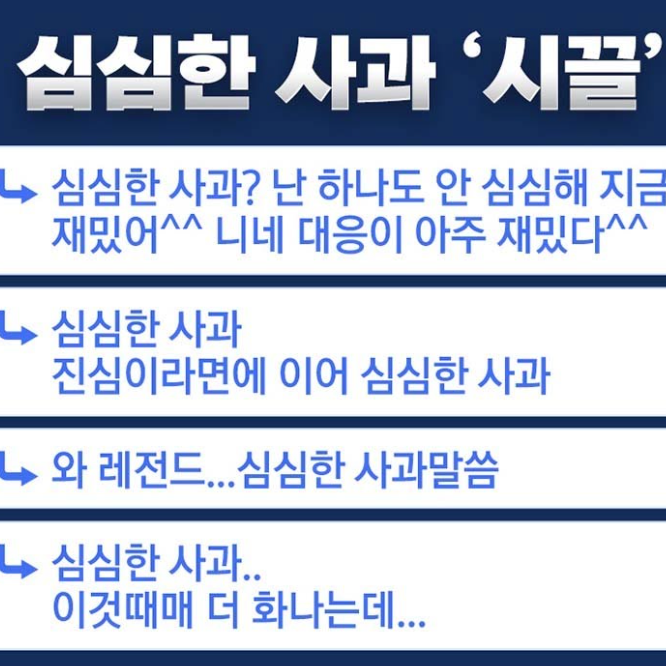 심심한 사과 ‘시끌’
심심한 사과? 난 하나도 안 심심해 지금
재밌어^^ 니네 대응이 아주 재밌다^^
심심한 사과
진심이라면에 이어 심심한 사과
와 레전드...심심한 사과말씀
심심한 사과..
이것때매 더 화나는데...